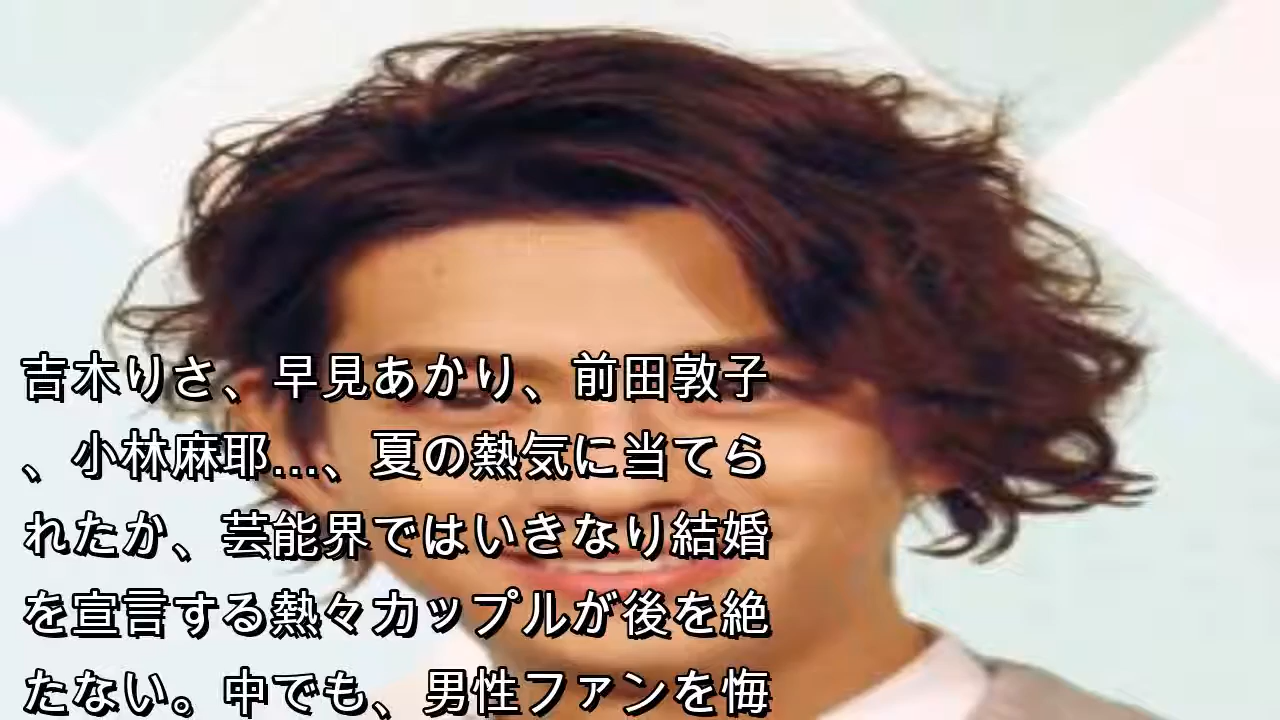 吉木りさ、早見あかり、前田敦子
、小林麻耶…、夏の熱気に当てら
れたか、芸能界ではいきなり結婚
を宣言する熱々カップルが後を絶
たない。中でも、男性ファンを悔